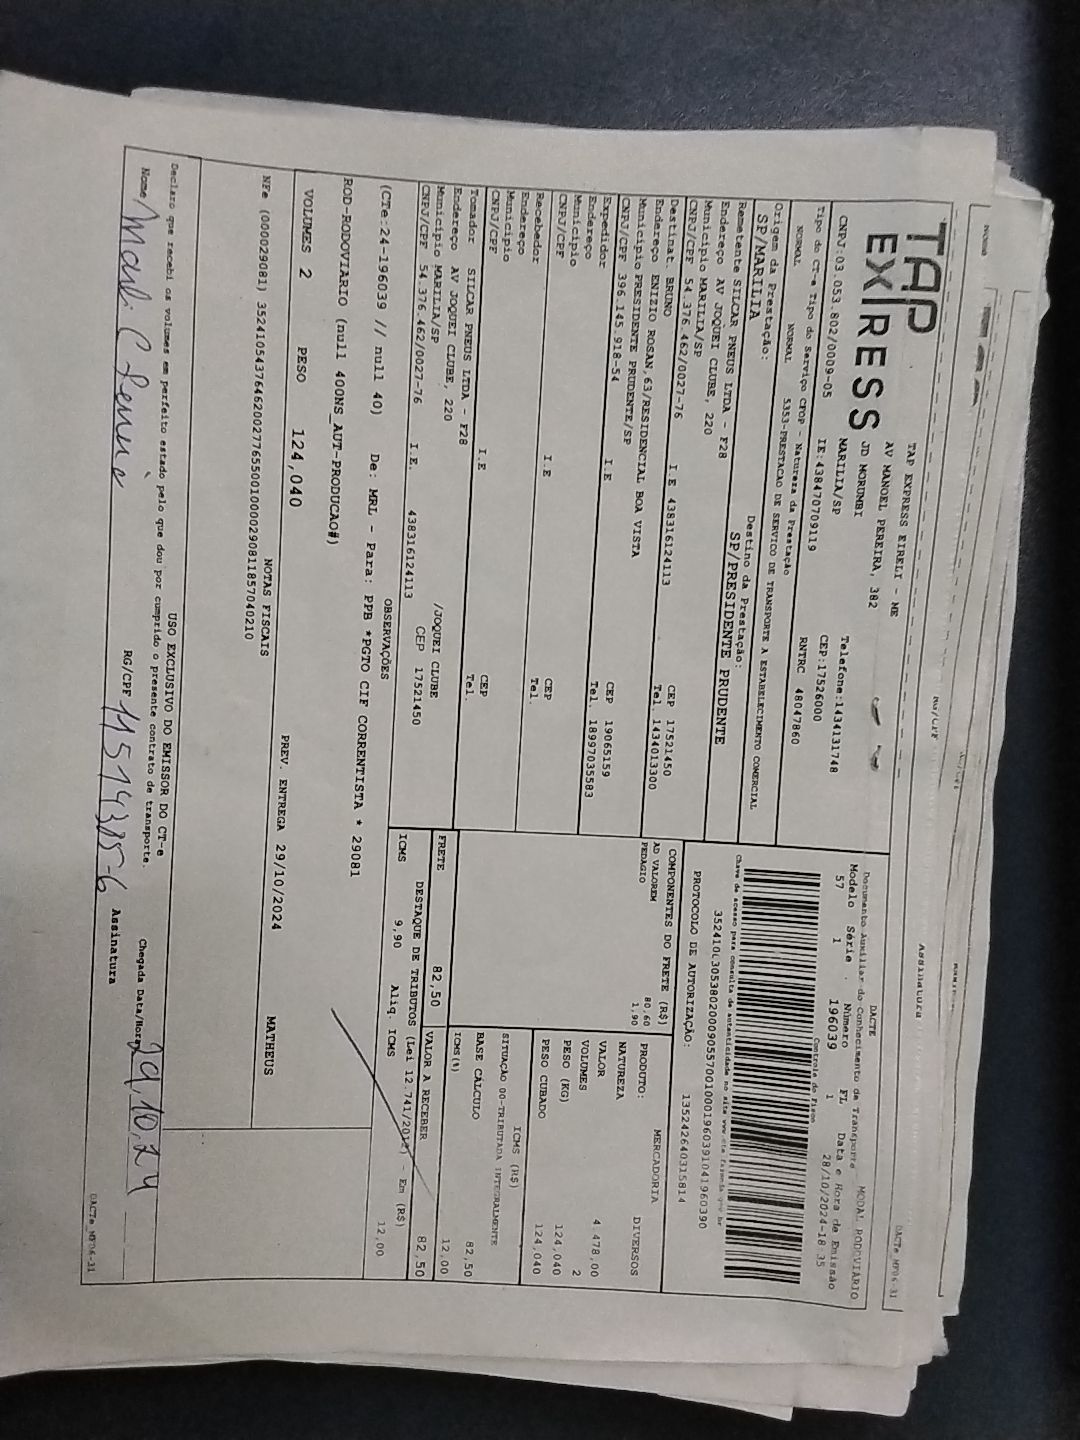 TAP
EXPRESS
TAP EXPRESS EIRELI - ME
AV MANOEL PEREIRA, 382
JD MORUMBI
MARILIA/SP
Telefone:1434131748
CEP:17526000
CNPJ:03.053.802/0009-05
IE:438470709119
RNTRC 48047860
DACTE
Documento Auxiliar do Conhecimento de Transporte
MODAL RODOVIÁRIO
Modelo Série Número FL Data e Hora de Emissão
57 1 196039 1 28/10/2024-18 35
Controle do Fisco
Chave de acesso para consulta de autenticidade no site www.cte.fazenda.gov.br
PROTOCOLO DE AUTORIZAÇÃO: 135242640315814
Tipo do CT-e Tipo do Serviço CFOP - Natureza da Prestação
NORMAL NORMAL 5353-PRESTACAO DE SERVICO DE TRANSPORTE A ESTABELECIMENTO COMERCIAL
Origem da Prestação: Destino da Prestação:
SP/MARILIA SP/PRESIDENTE PRUDENTE
Remetente SILCAR PNEUS LTDA - F28
Endereço AV JOQUEI CLUBE, 220
Município MARILIA/SP CEP 17521450
CNPJ/CPF 54.376.462/0027-76 I.E 438316124113 Tel. 1434013300
Destinat. BRUNO
Endereço ENIZIO ROSAN,63/RESIDENCIAL BOA VISTA
Município PRESIDENTE PRUDENTE/SP CEP 19065159
CNPJ/CPF 396.145.918-54 I.E Tel. 18997035583
Expedidor
Endereço
Município CEP
CNPJ/CPF I.E Tel.
Recebedor
Endereço
Município CEP
CNPJ/CPF I.E Tel.
Tomador SILCAR PNEUS LTDA - F28
Endereço AV JOQUEI CLUBE, 220 /JOQUEI CLUBE
Município MARILIA/SP CEP 17521450
CNPJ/CPF 54.376.462/0027-76 I.E. 438316124113
COMPONENTES DO FRETE (R$)
AD VALOREM 80,60
PEDAGIO 1,90
PRODUTO: MERCADORIA
NATUREZA DIVERSOS
VALOR 4.478,00
VOLUMES 2
PESO (KG) 124,040
PESO CUBADO 124,040
ICMS (R$)
SITUAÇÃO 00-TRIBUTADA INTEGRALMENTE
BASE CÁLCULO 82,50
ICMS(%) 12,00
FRETE 82,50 VALOR A RECEBER 82,50
DESTAQUE DE TRIBUTOS (Lei 12.741/2012) - Em (R$)
ICMS 9,90 Aliq. ICMS 12,00
OBSERVAÇÕES
(CTe:24-196039 // null 40) De: MRL - Para: PPB *PGTO CIF CORRENTISTA * 29081
ROD-RODOVIARIO (null 400NS_AUT-PRODUCAO#)
VOLUMES 2 PESO 124,040 PREV. ENTREGA 29/10/2024 MATHEUS
NOTAS FISCAIS
NFe (000029081)
USO EXCLUSIVO DO EMISSOR DO CT-e
Declaro que recebi os volumes em perfeito estado pelo que dou por cumprido o presente contrato de transporte.
Nome RG/CPF 11514385-6 Assinatura Chegada Data/Hora 29,10,24
DACTe_MF06-31
DACTe_MF06-31
RG/CPF
Assinatura